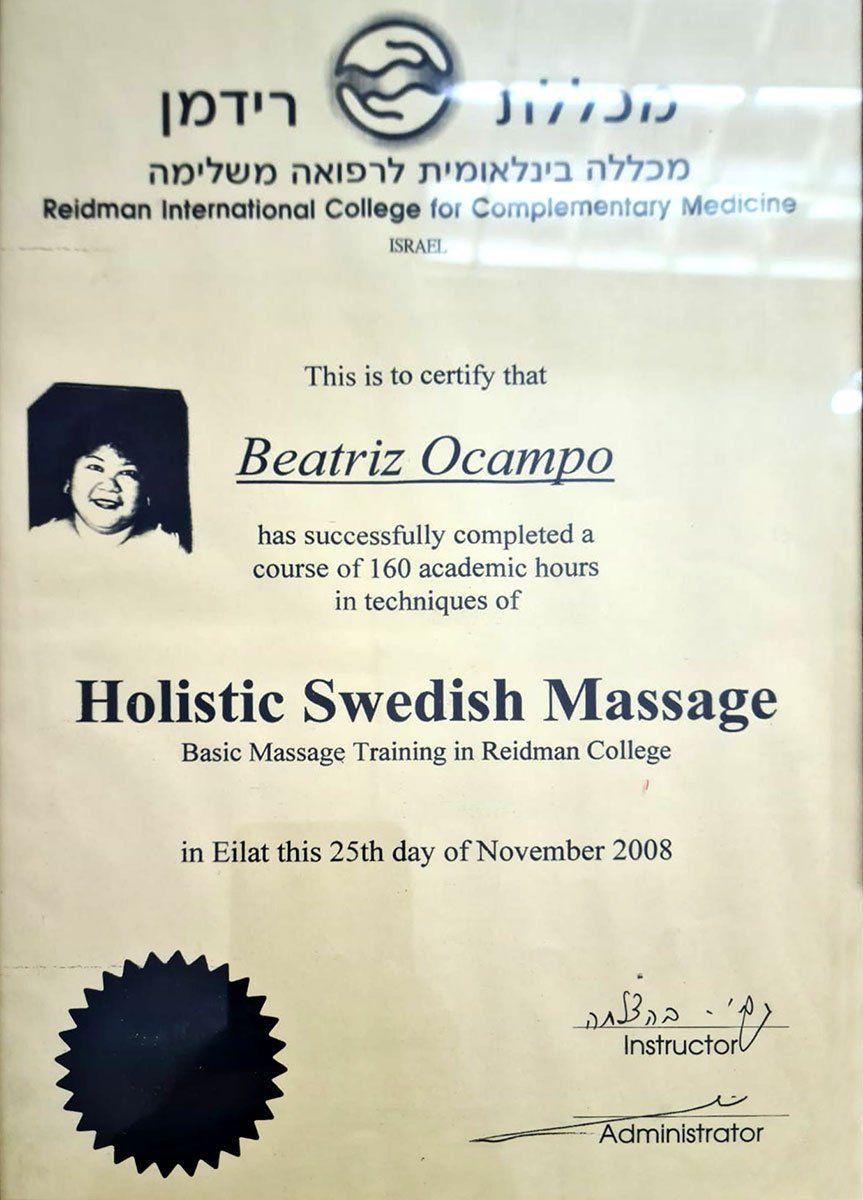 מכללת רידמן
מכללה בינלאומית לרפואה משלימה
Reidman International College for Complementary Medicine
ISRAEL
This is to certify that
Beatriz Ocampo
has successfully completed a
course of 160 academic hours
in techniques of
Holistic Swedish Massage
Basic Massage Training in Reidman College
in Eilat this 25th day of November 2008
בהצלחה
Instructor
Administrator